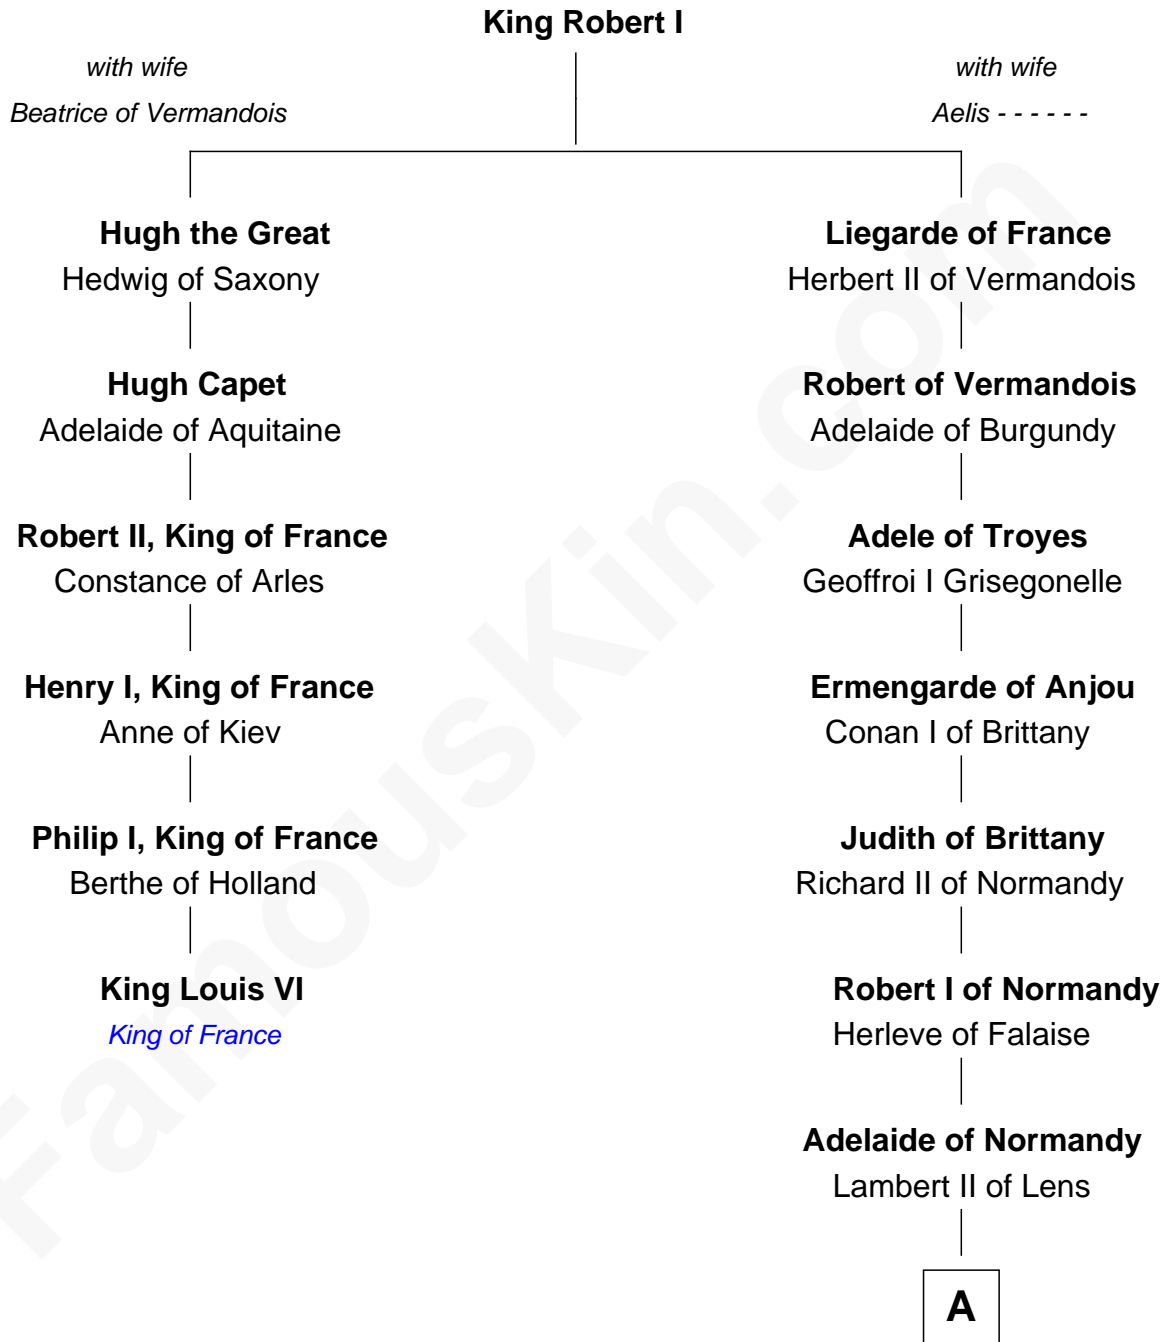 King Robert I
with wife
Beatrice of Vermandois
with wife
Aelis - - - - - -
Hugh the Great
Hedwig of Saxony
Liegarde of France
Herbert II of Vermandois
Hugh Capet
Adelaide of Aquitaine
Robert of Vermandois
Adelaide of Burgundy
Robert II, King of France
Constance of Arles
Adele of Troyes
Geoffroi I Grisegonelle
Henry I, King of France
Anne of Kiev
Ermengarde of Anjou
Conan I of Brittany
Philip I, King of France
Berthe of Holland
Judith of Brittany
Richard II of Normandy
King Louis VI
King of France
Robert I of Normandy
Herleve of Falaise
Adelaide of Normandy
Lambert II of Lens
A
FamousKin.com